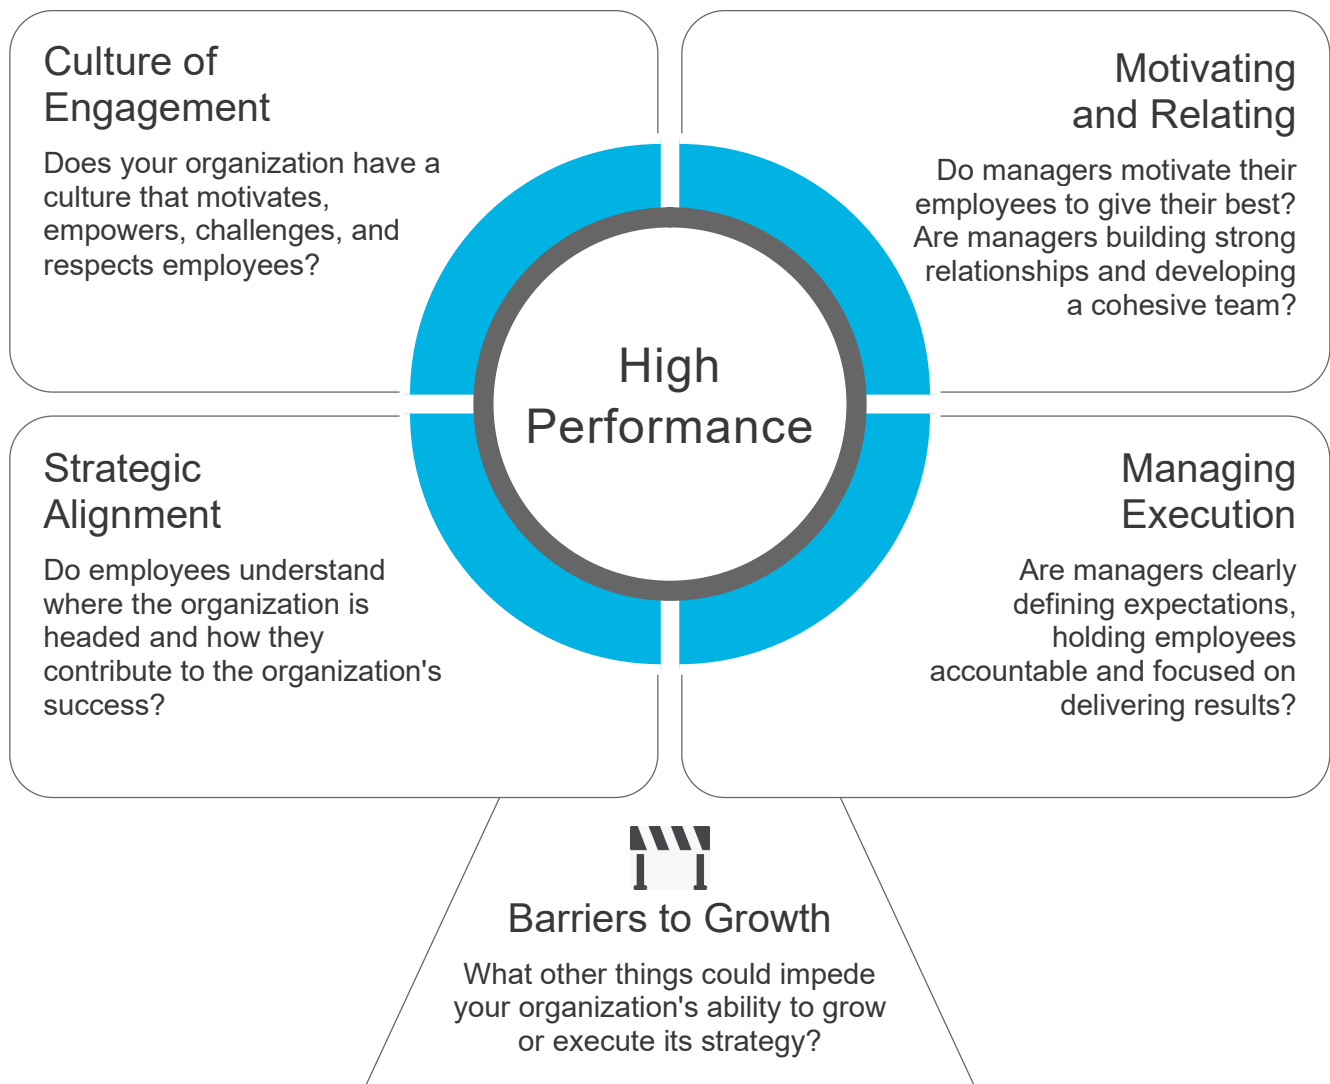 Culture of
Engagement
Does your organization have a
culture that motivates,
empowers, challenges, and
respects employees?
Motivating
and Relating
Do managers motivate their
employees to give their best?
Are managers building strong
relationships and developing
a cohesive team?
High
Performance
Strategic
Alignment
Do employees understand
where the organization is
headed and how they
contribute to the organization's
success?
Managing
Execution
Are managers clearly
defining expectations,
holding employees
accountable and focused on
delivering results?
Barriers to Growth
What other things could impede
your organization's ability to grow
or execute its strategy?